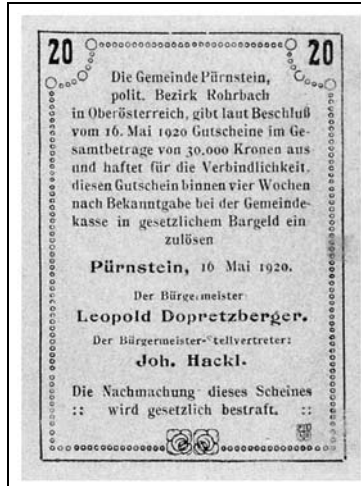 20 20
Die Gemeinde Pürnstein,
polit. Bezirk Rohrbach
in Oberösterreich, gibt laut Beschluß
vom 16. Mai 1920 Gutscheine im Ge-
samtbetrage von 30.000 Kronen aus
und haftet für die Verbindlichkeit,
diesen Gutschein binnen vier Wochen
nach Bekanntgabe bei der Gemeinde-
kasse in gesetzlichem Bargeld ein
zulösen
Pürnstein, 16 Mai 1920.
Der Bürgermeister
Leopold Dopretzberger.
Der Bürgermeister-Stellvertreter:
Joh. Hackl.
Die Nachmachung dieses Scheines
:: wird gesetzlich bestraft. ::